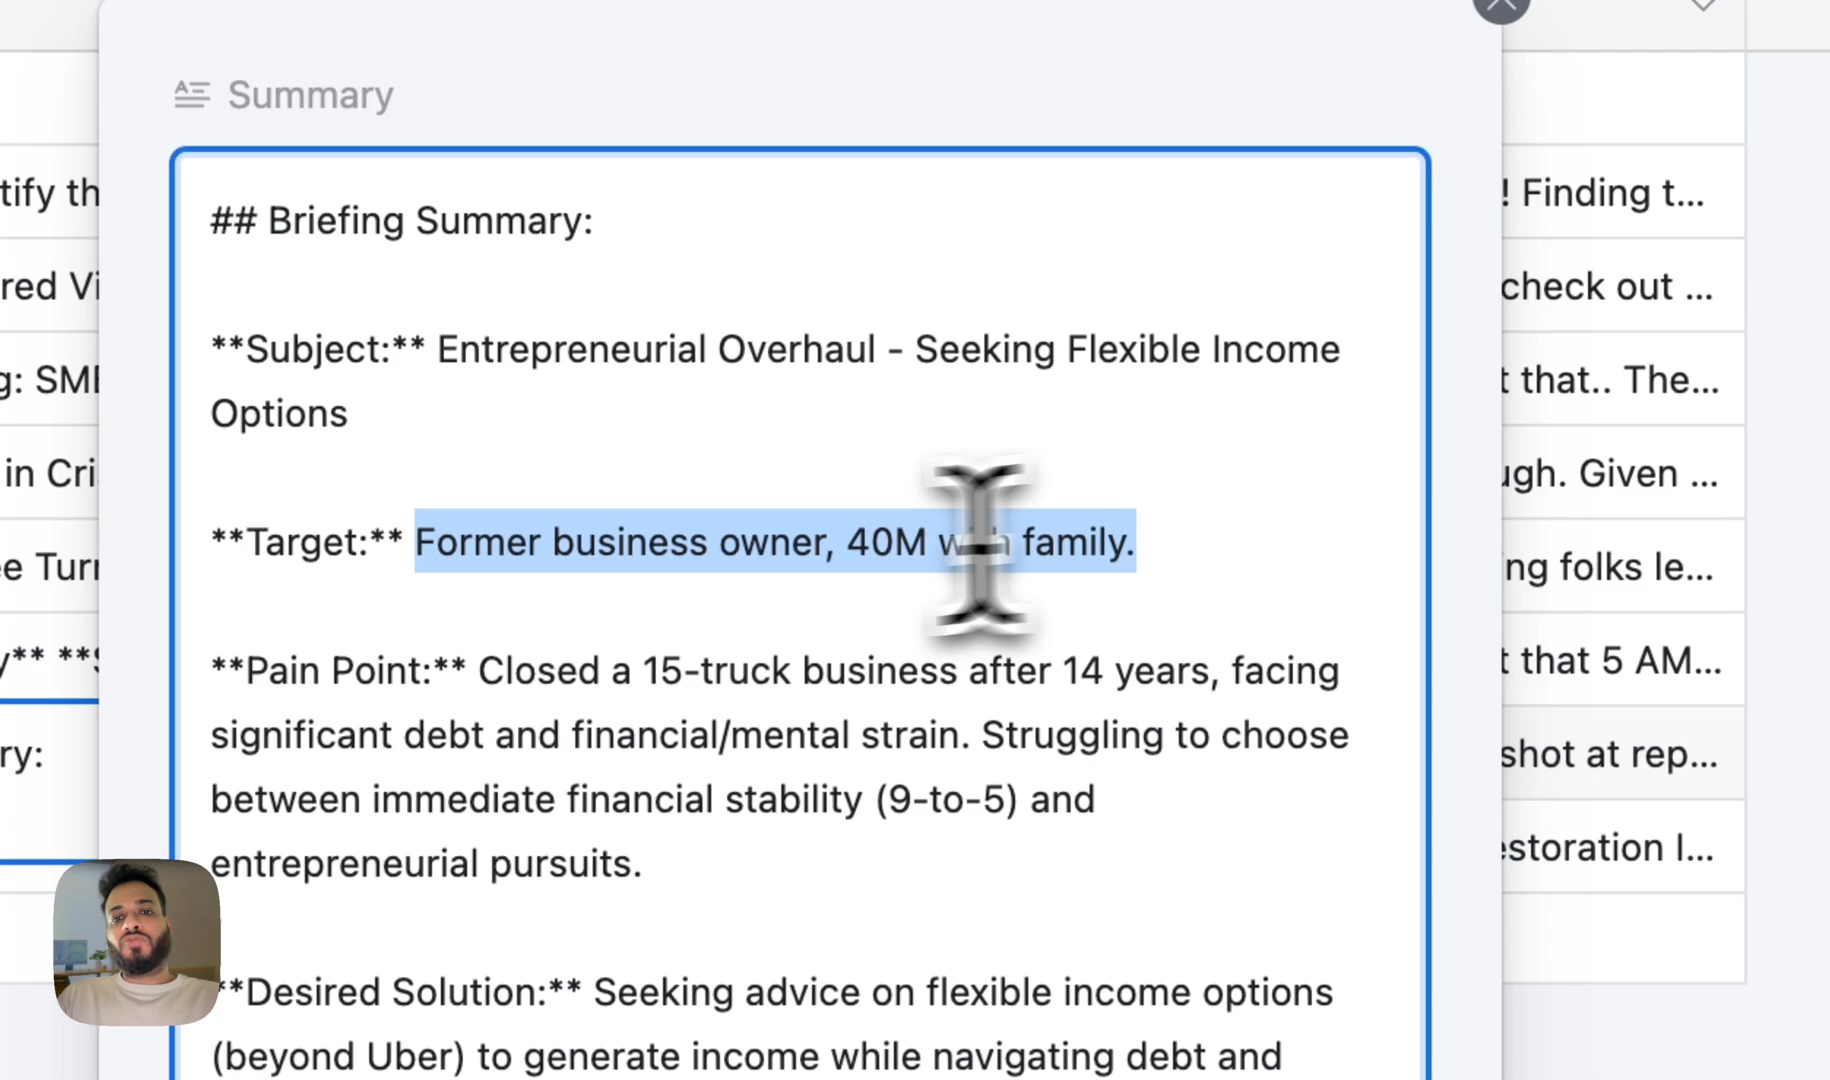 Summary
## Briefing Summary:
**Subject:** Entrepreneurial Overhaul - Seeking Flexible Income
Options
**Target:** Former business owner, 40M with family.
**Pain Point:** Closed a 15-truck business after 14 years, facing
significant debt and financial/mental strain. Struggling to choose
between immediate financial stability (9-to-5) and
entrepreneurial pursuits.
**Desired Solution:** Seeking advice on flexible income options
(beyond Uber) to generate income while navigating debt and
tify th
red Vi
g: SME
in Cri
e Turr
y** **S
ry:
! Finding t...
check out ...
t that.. The...
ugh. Given ...
ng folks le...
t that 5 AM...
shot at rep...
estoration I...